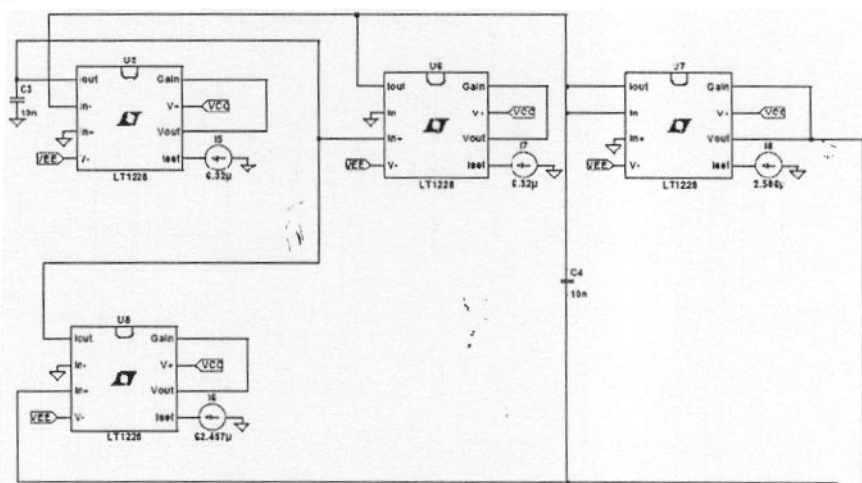 U5
Iout
Gain
C3
10n
In-
V+
VCC
In+
Vout
I5
VEE
V-
Iset
6.32µ
LT1228
U6
Iout
Gain
In
V-
VCC
In-
Vout
I7
VEE
V-
Iset
6.32µ
LT1228
U7
Iout
Gain
In
V-
VCC
In+
Vout
I8
VEE
V-
Iset
2.586µ
LT1228
C4
10n
U8
Iout
Gain
In-
V+
VCC
In+
Vout
I6
VEE
V-
Iset
62.457µ
LT1228